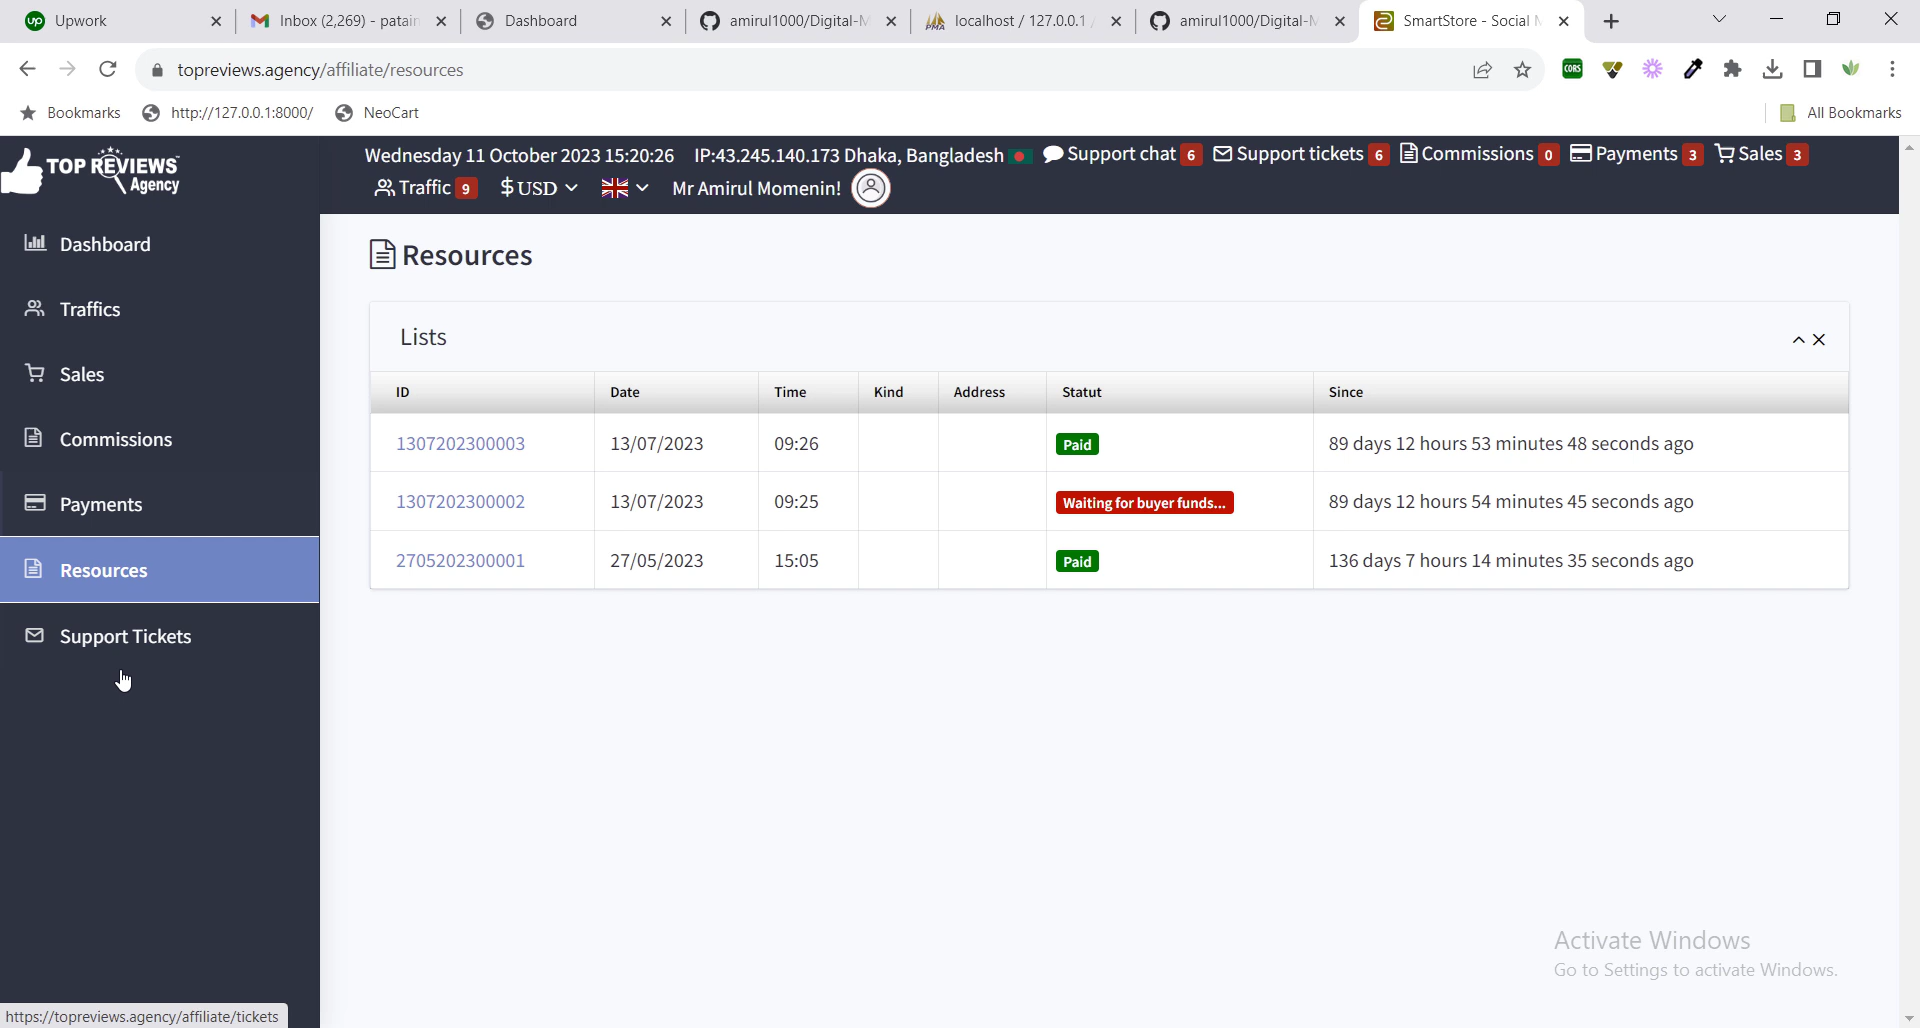 Upwork
Inbox (2,269) - patain
Dashboard
amirul1000/Digital-M
localhost / 127.0.0.1 /
amirul1000/Digital-M
SmartStore - Social M
topreviews.agency/affiliate/resources
CORS
Bookmarks http://127.0.0.1:8000/ NeoCart All Bookmarks
TOP REVIEWS
Agency
Wednesday 11 October 2023 15:20:26 IP:43.245.140.173 Dhaka, Bangladesh Support chat 6 Support tickets 6 Commissions 0 Payments 3 Sales 3
Traffic 9 $ USD Mr Amirul Momenin!
Dashboard
Traffics
Sales
Commissions
Payments
Resources
Support Tickets
Resources
Lists
ID Date Time Kind Address Statut Since
1307202300003 13/07/2023 09:26 Paid 89 days 12 hours 53 minutes 48 seconds ago
1307202300002 13/07/2023 09:25 Waiting for buyer funds... 89 days 12 hours 54 minutes 45 seconds ago
2705202300001 27/05/2023 15:05 Paid 136 days 7 hours 14 minutes 35 seconds ago
Activate Windows
Go to Settings to activate Windows.
https://topreviews.agency/affiliate/tickets